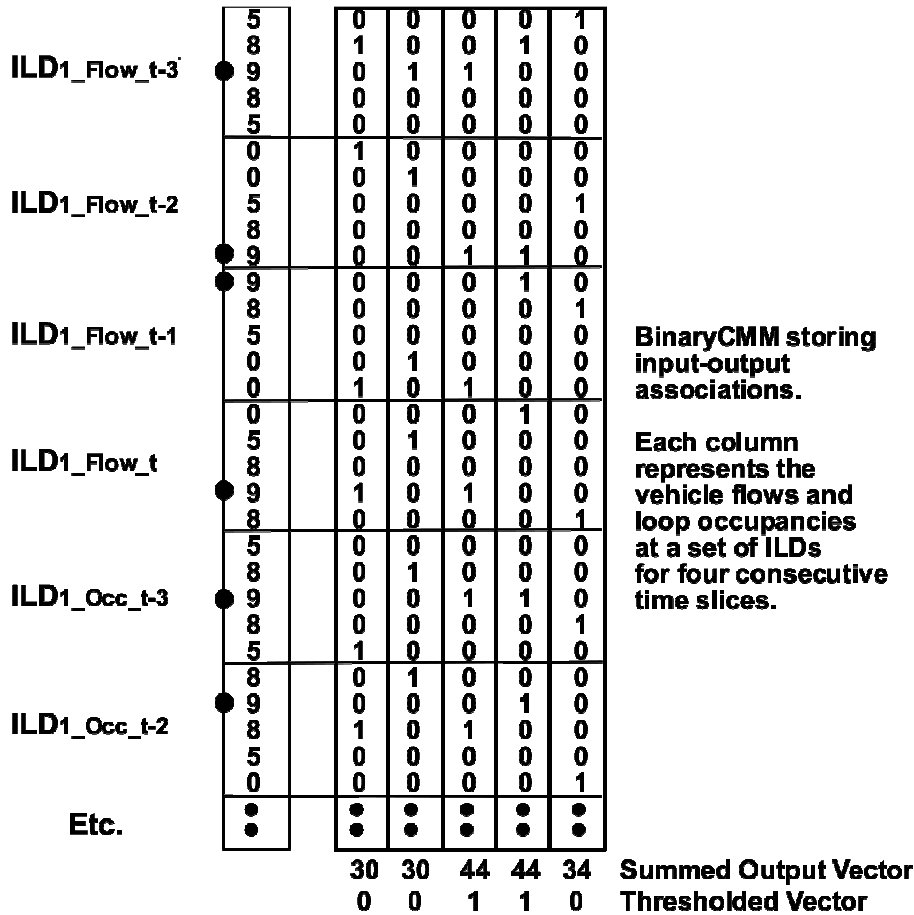 5 0 0 0 0 1
8 1 0 0 1 0
ILD1_Flow_t-3 9 0 1 1 0 0
8 0 0 0 0 0
5 0 0 0 0 0
0 1 0 0 0 0
0 0 1 0 0 0
ILD1_Flow_t-2 5 0 0 0 0 1
8 0 0 0 0 0
9 0 0 1 1 0
9 0 0 0 1 0
8 0 0 0 0 1
ILD1_Flow_t-1 5 0 0 0 0 0
0 0 1 0 0 0
0 1 0 1 0 0
0 0 0 0 1 0
5 0 1 0 0 0
ILD1_Flow_t 8 0 0 0 0 0
9 1 0 1 0 0
8 0 0 0 0 1
5 0 0 0 0 0
8 0 1 0 0 0
ILD1_Occ_t-3 9 0 0 1 1 0
8 0 0 0 0 1
5 1 0 0 0 0
8 0 1 0 0 0
9 0 0 0 1 0
ILD1_Occ_t-2 8 1 0 1 0 0
5 0 0 0 0 0
0 0 0 0 0 1
Etc.
BinaryCMM storing
input-output
associations.
Each column
represents the
vehicle flows and
loop occupancies
at a set of ILDs
for four consecutive
time slices.
30 30 44 44 34 Summed Output Vector
0 0 1 1 0 Thresholded Vector